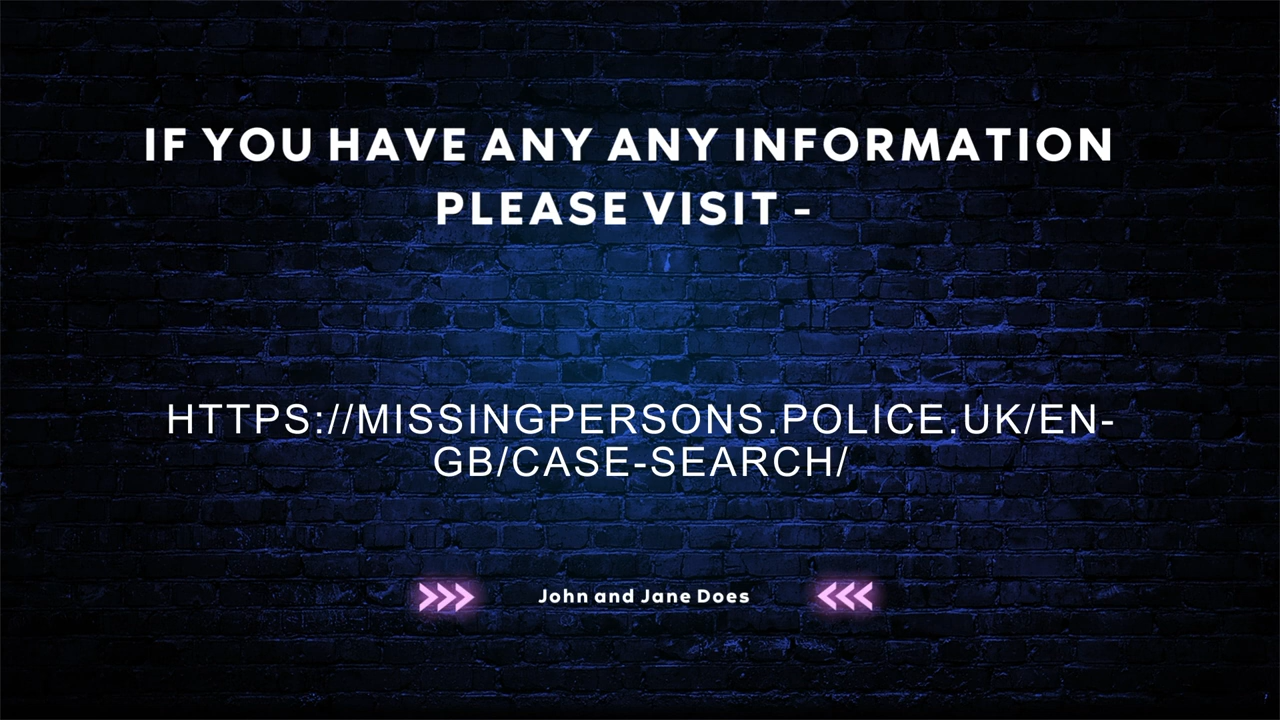 IF YOU HAVE ANY ANY INFORMATION
PLEASE VISIT -
HTTPS://MISSINGPERSONS.POLICE.UK/EN-
GB/CASE-SEARCH/
John and Jane Does